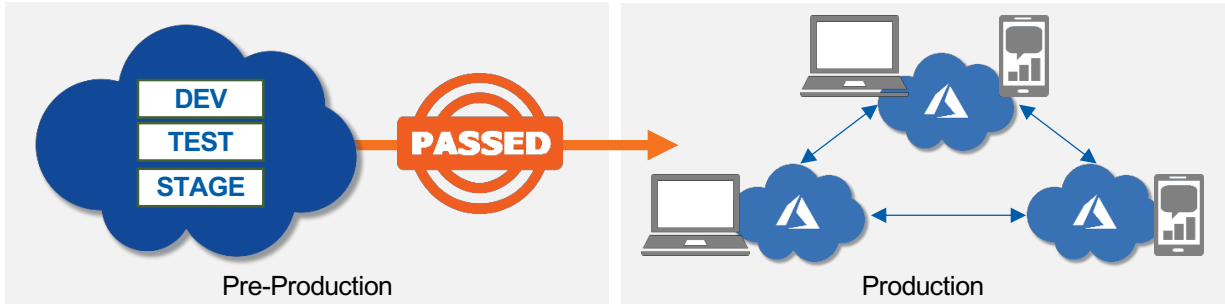 DEV
TEST
STAGE
PASSED
Pre-Production
Production